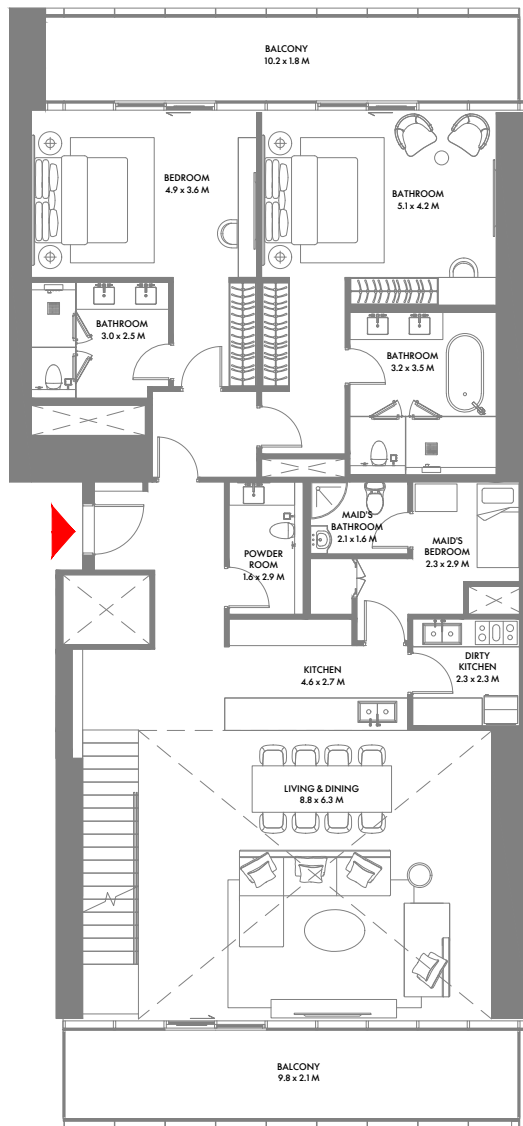 BALCONY
10.2 x 1.8 M
BEDROOM
4.9 x 3.6 M
BATHROOM
5.1 x 4.2 M
BATHROOM
3.0 x 2.5 M
BATHROOM
3.2 x 3.5 M
MAID'S
BATHROOM
2.1 x 1.6 M
MAID'S
BEDROOM
2.3 x 2.9 M
POWDER
ROOM
1.6 x 2.9 M
KITCHEN
4.6 x 2.7 M
DIRTY
KITCHEN
2.3 x 2.3 M
LIVING & DINING
8.8 x 6.3 M
BALCONY
9.8 x 2.1 M